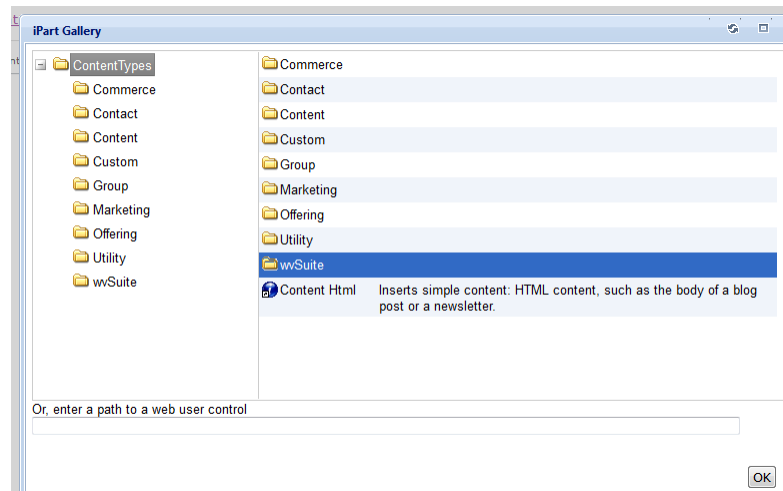 iPart Gallery
ContentTypes
Commerce
Contact
Content
Custom
Group
Marketing
Offering
Utility
wvSuite
Commerce
Contact
Content
Custom
Group
Marketing
Offering
Utility
wvSuite
Content Html Inserts simple content: HTML content, such as the body of a blog
post or a newsletter.
Or, enter a path to a web user control
OK